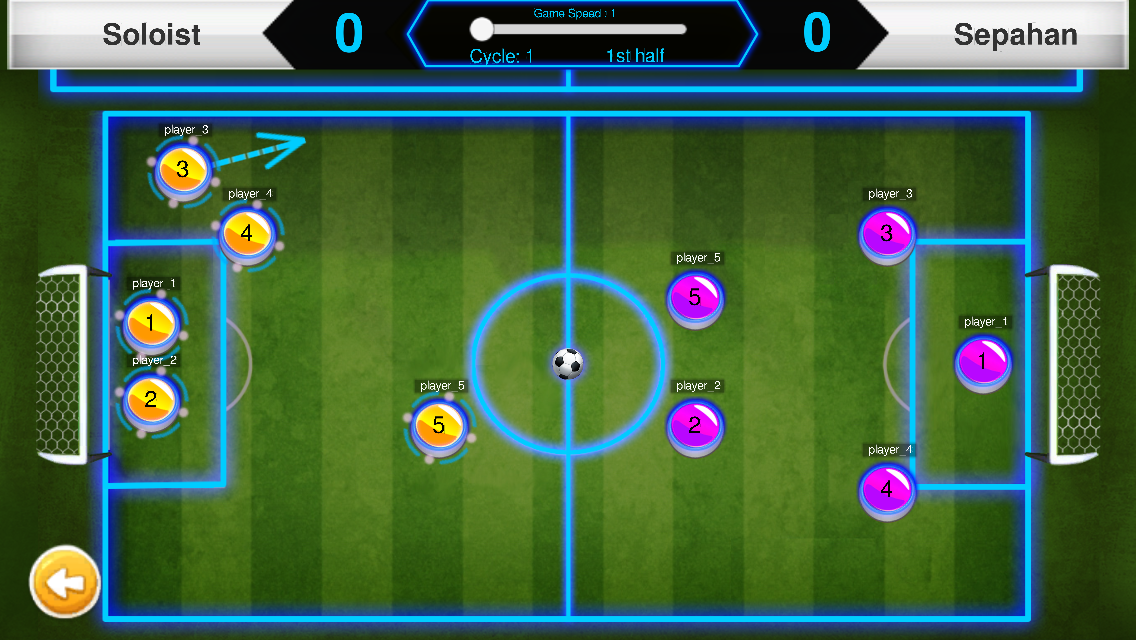 Soloist
0
Game Speed : 1
Cycle: 1
1st half
0
Sepahan
player_3
3
player_4
4
player_3
3
player_5
5
player_1
1
player_1
1
player_2
2
player_5
5
player_2
2
player_4
4